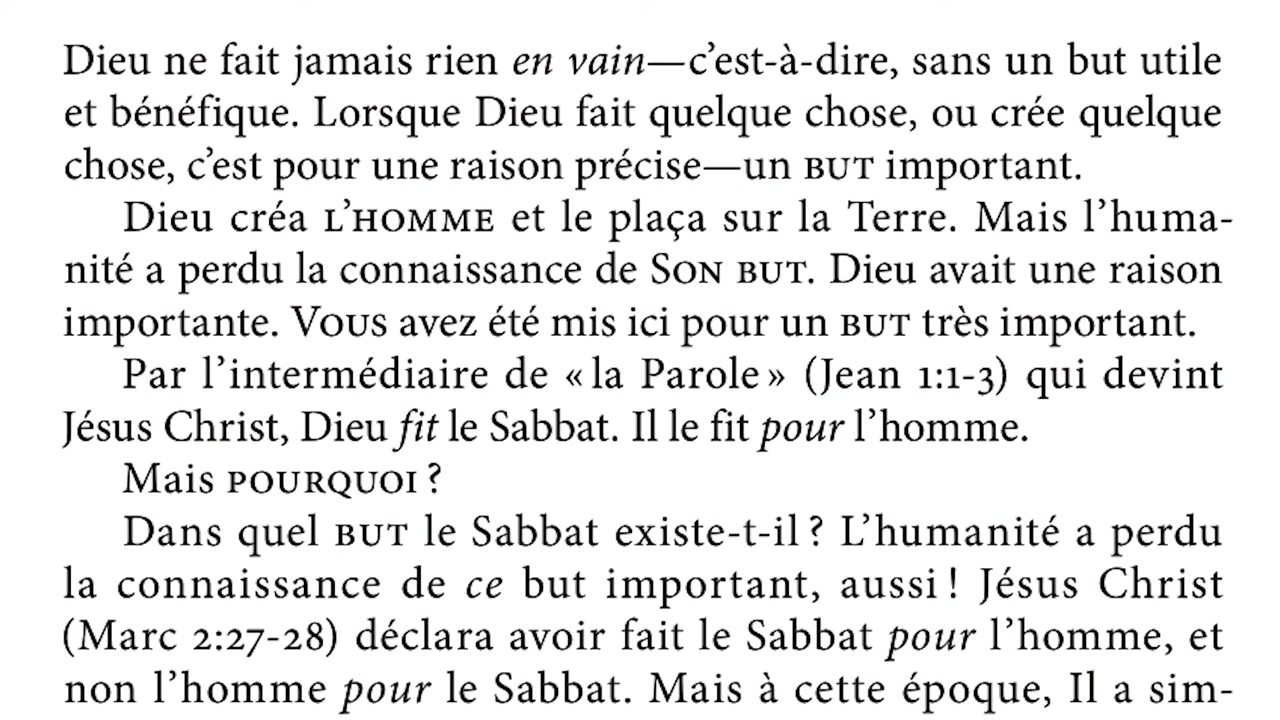 Dieu ne fait jamais rien en vain—c’est-à-dire, sans un but utile
et bénéfique. Lorsque Dieu fait quelque chose, ou crée quelque
chose, c’est pour une raison précise—un BUT important.
Dieu créa L’HOMME et le plaça sur la Terre. Mais l’huma-
nité a perdu la connaissance de SON BUT. Dieu avait une raison
importante. VOUS avez été mis ici pour un BUT très important.
Par l’intermédiaire de « la Parole » (Jean 1:1-3) qui devint
Jésus Christ, Dieu fit le Sabbat. Il le fit pour l’homme.
Mais POURQUOI ?
Dans quel BUT le Sabbat existe-t-il ? L’humanité a perdu
la connaissance de ce but important, aussi ! Jésus Christ
(Marc 2:27-28) déclara avoir fait le Sabbat pour l’homme, et
non l’homme pour le Sabbat. Mais à cette époque, Il a sim-